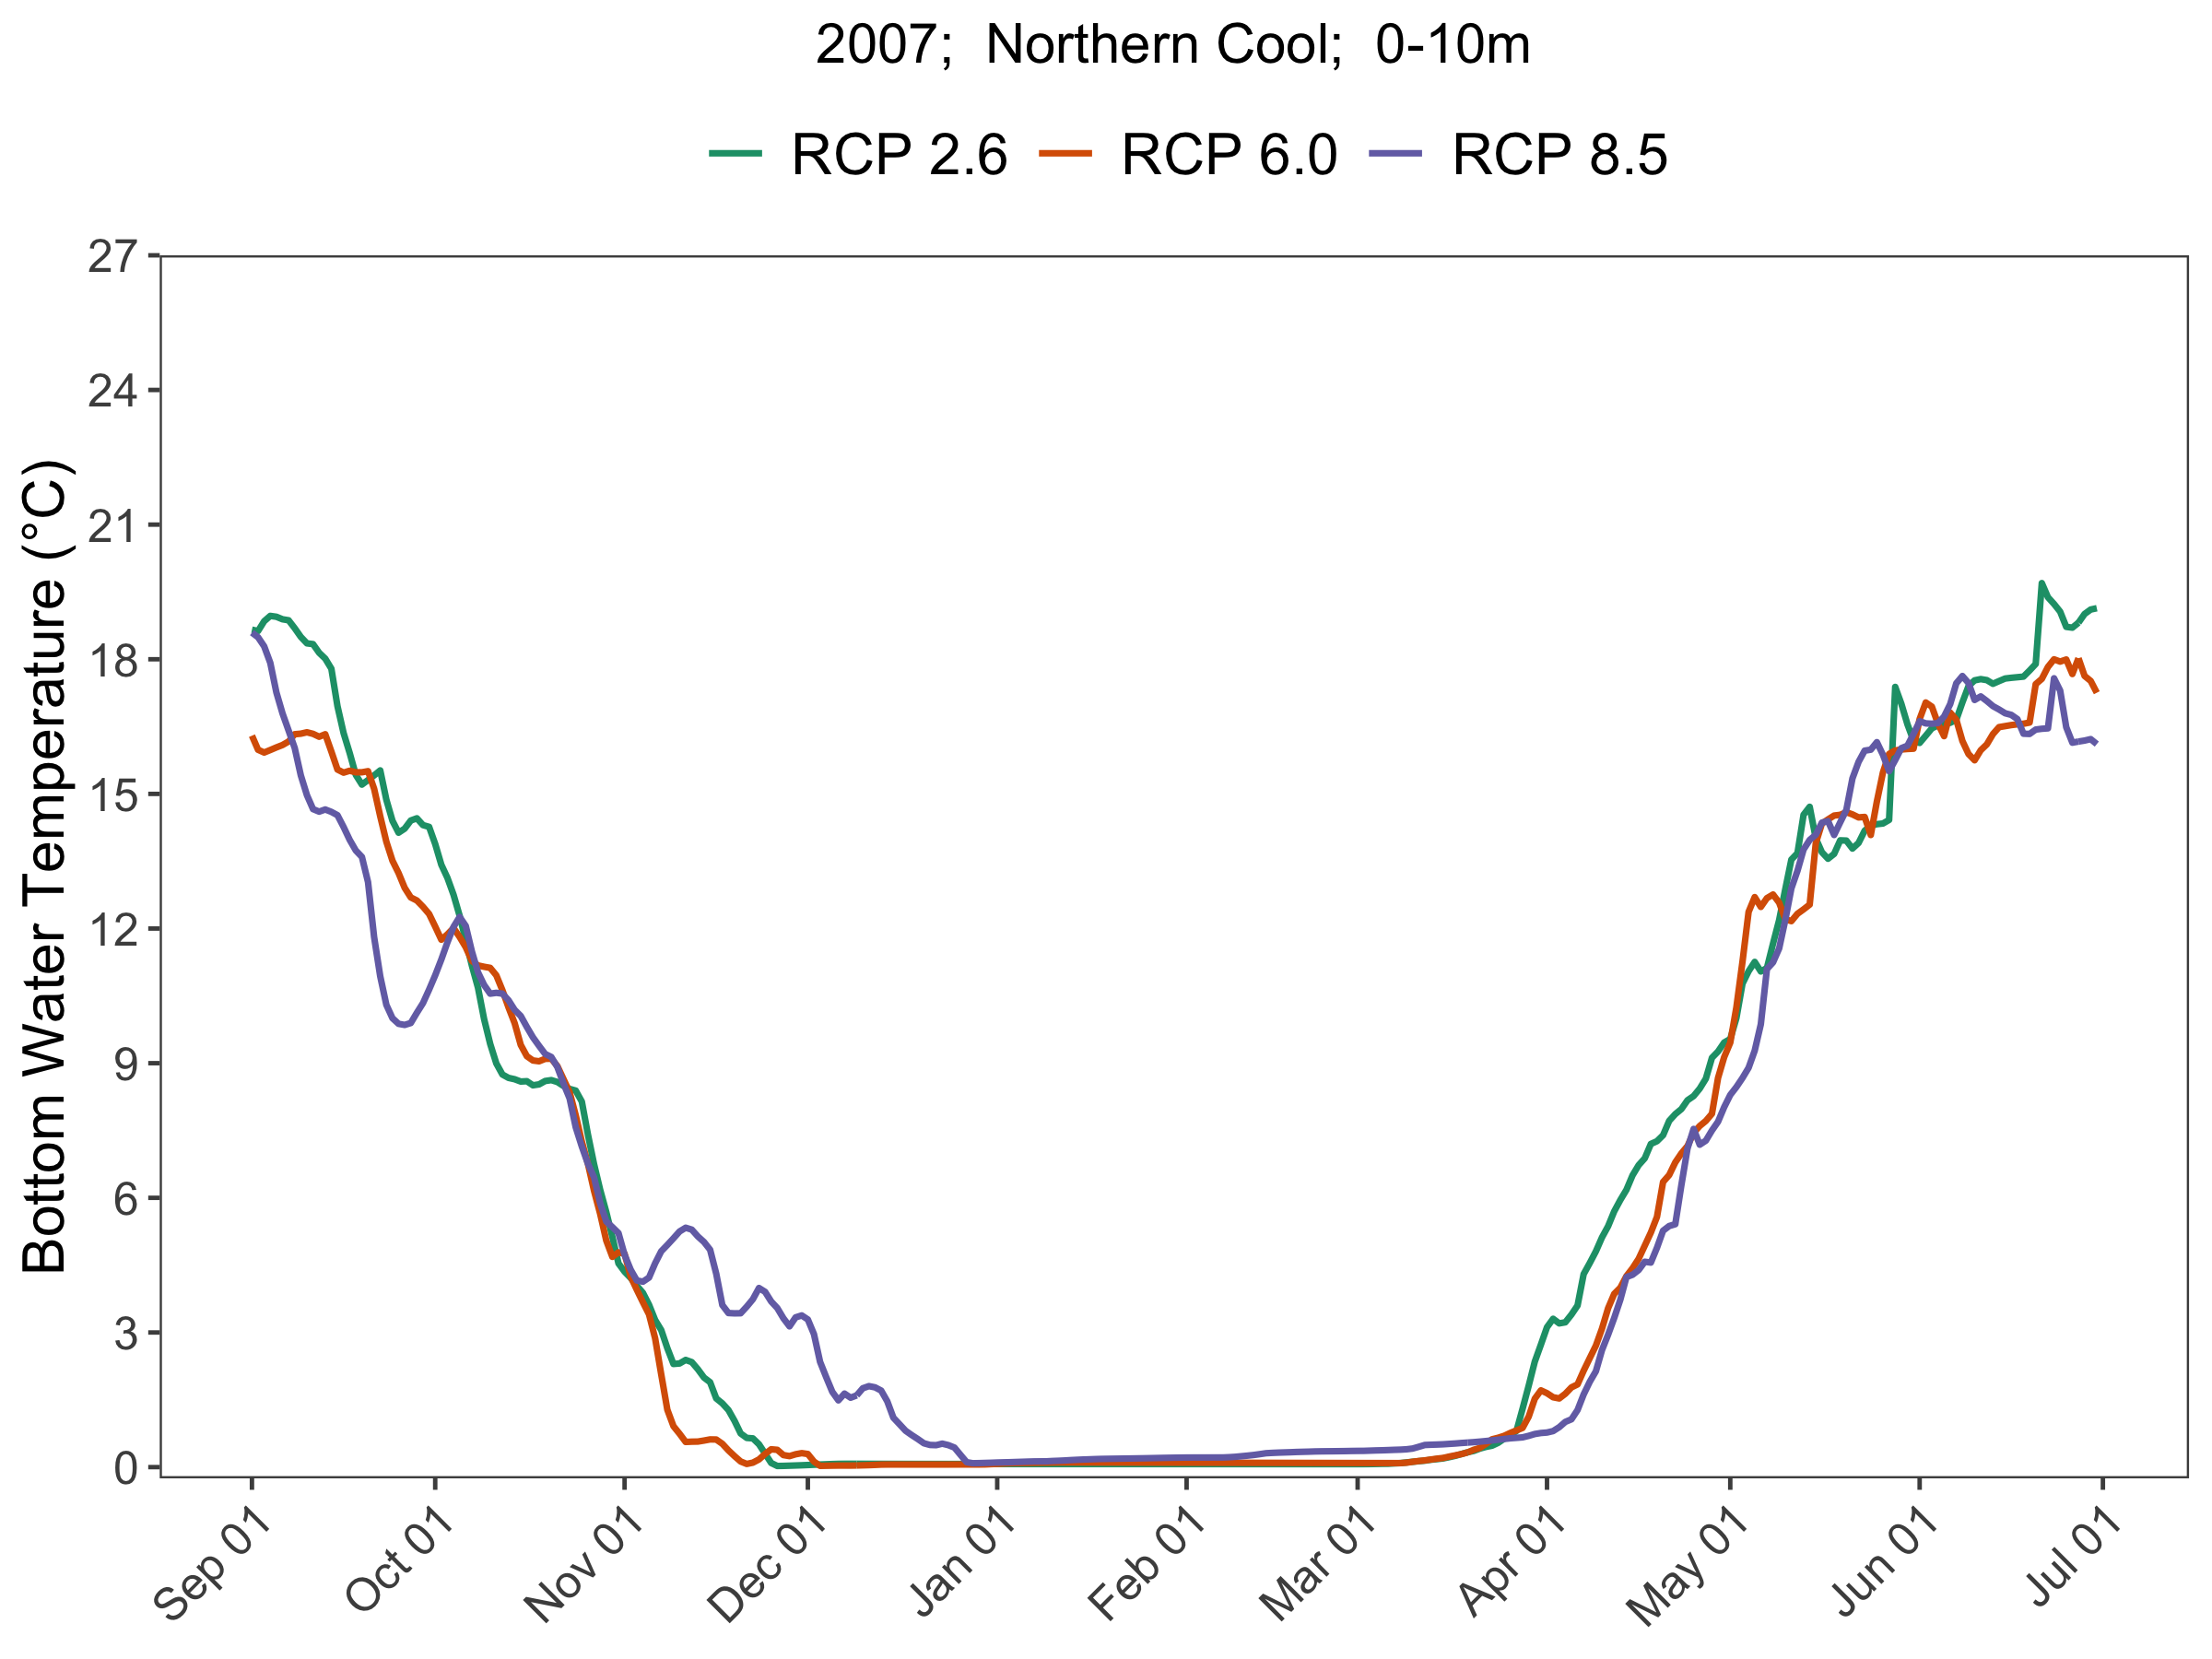 2007;  Northern Cool;  0-10m
RCP 2.6 RCP 6.0 RCP 8.5
Bottom Water Temperature (°C)
27
24
21
18
15
12
9
6
3
0
Sep 01 Oct 01 Nov 01 Dec 01 Jan 01 Feb 01 Mar 01 Apr 01 May 01 Jun 01 Jul 01